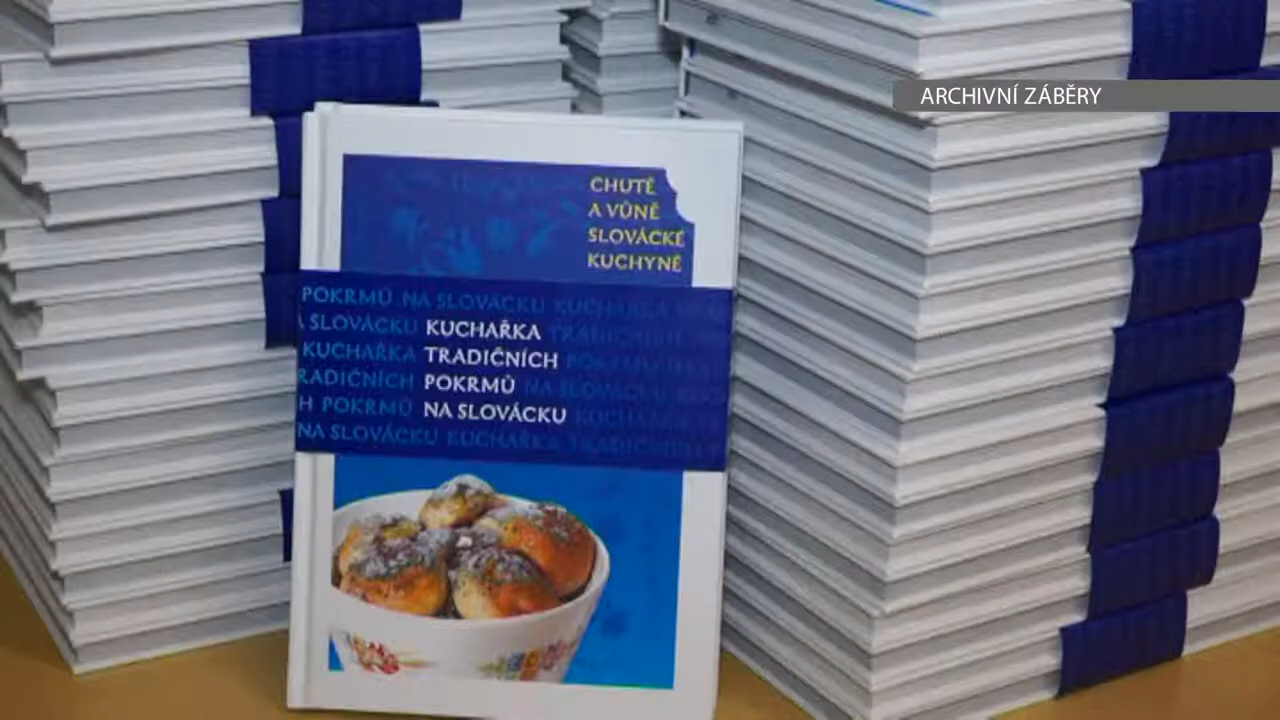 ARCHIVNÍ ZÁBĚRY
CHUTĚ
A VŮNĚ
SLOVÁCKÉ
KUCHYNĚ
POKRMŮ NA SLOVÁCKU KUCHAŘKA
SLOVÁCKU KUCHAŘKA TRADIČNÍCH
KUCHAŘKA TRADIČNÍCH POKRMŮ
RADIČNÍCH POKRMŮ NA SLOVÁCKU
H POKRMŮ NA SLOVÁCKU KUCHAŘKA
NA SLOVÁCKU KUCHAŘKA TRADIČNÍCH